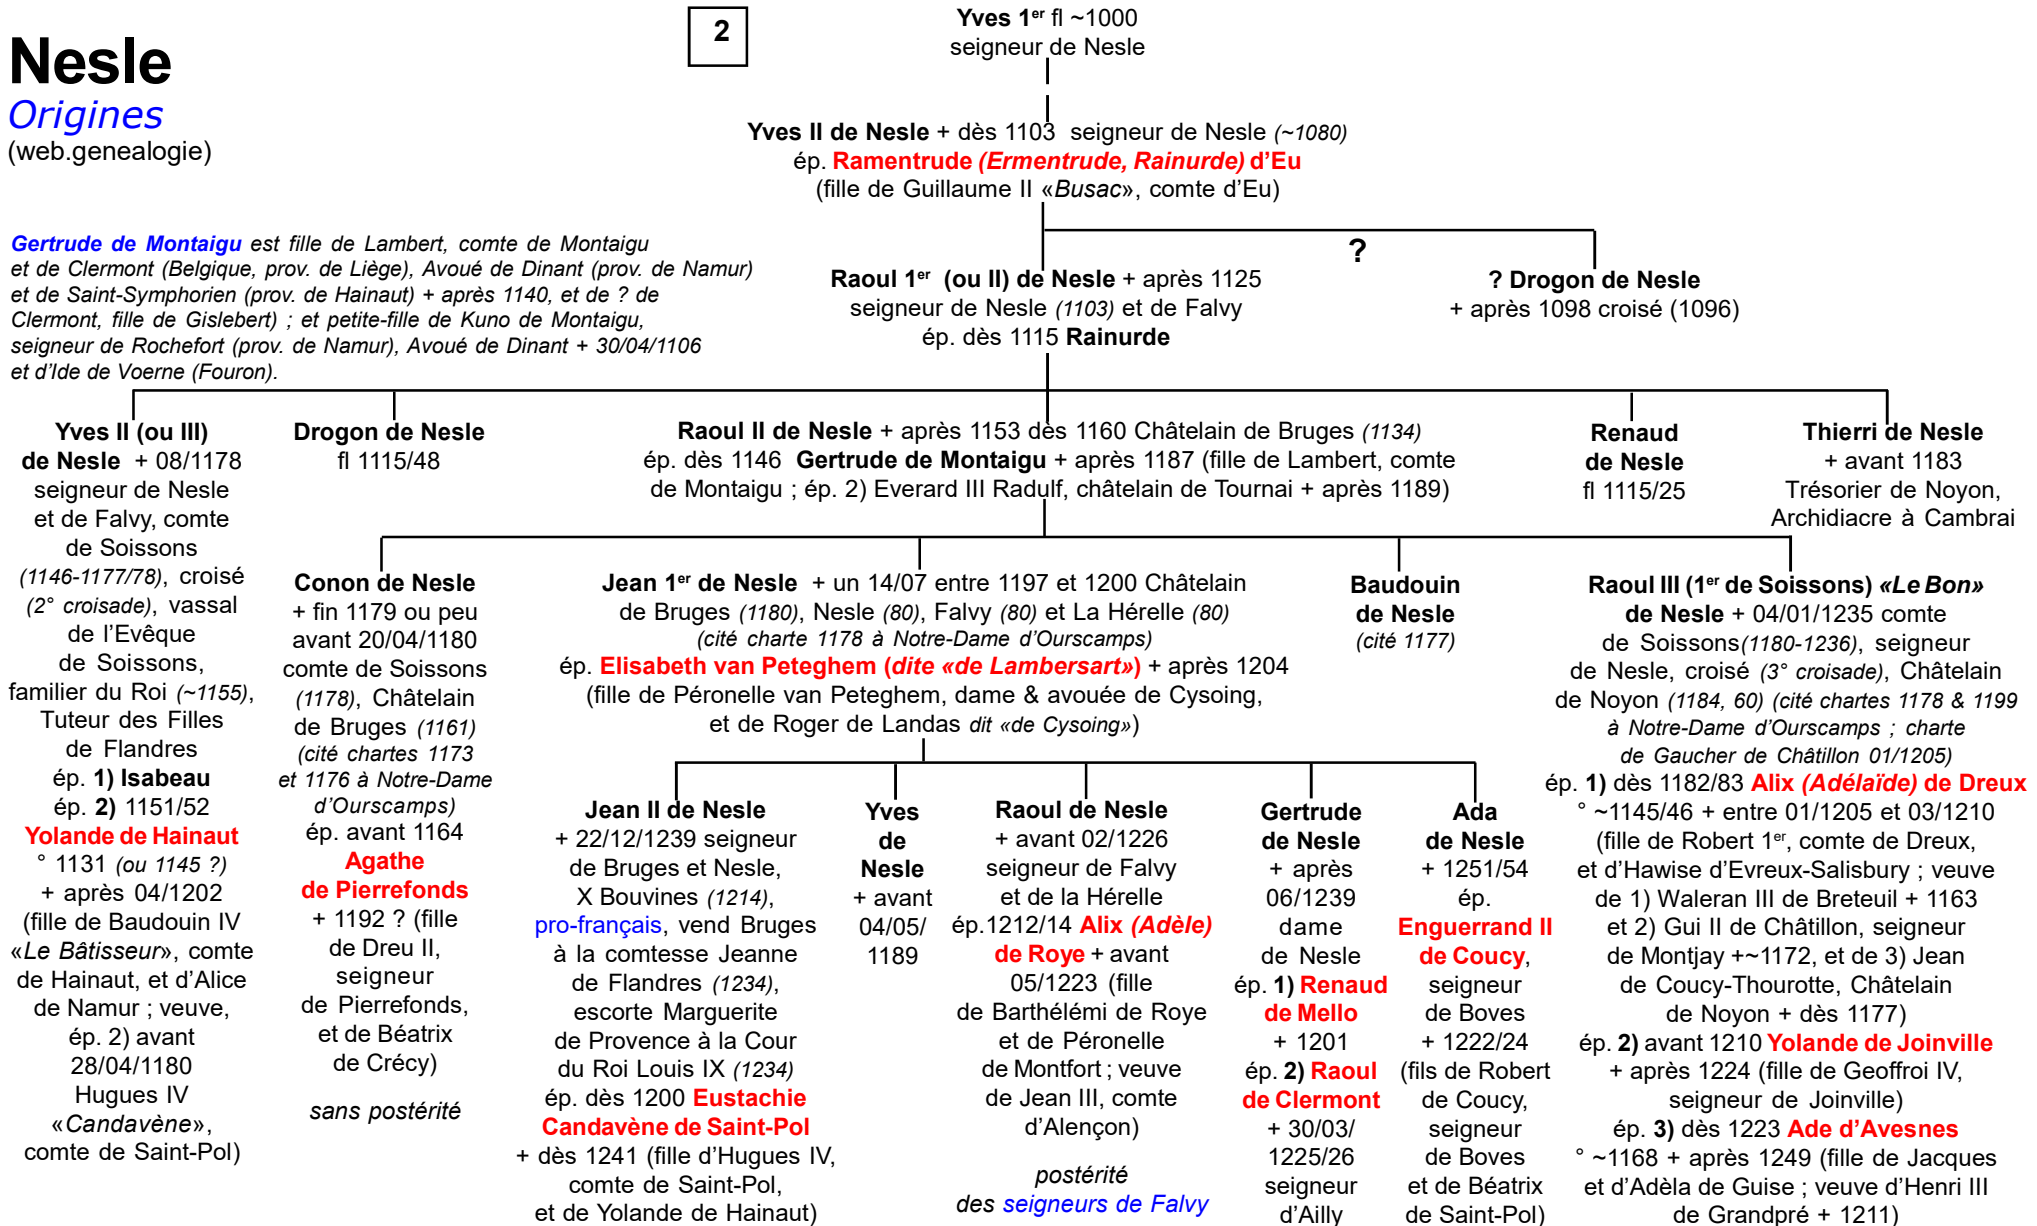 2
Nesle
Origines
(web.genealogie)
Yves 1er fl ~1000
seigneur de Nesle
Yves II de Nesle + dès 1103 seigneur de Nesle (~1080)
ép. Ramentrude (Ermentrude, Rainurde) d'Eu
(fille de Guillaume II «Busac», comte d'Eu)
Gertrude de Montaigu est fille de Lambert, comte de Montaigu
et de Clermont (Belgique, prov. de Liège), Avoué de Dinant (prov. de Namur)
et de Saint-Symphorien (prov. de Hainaut) + après 1140, et de ? de
Clermont, fille de Gislebert) ; et petite-fille de Kuno de Montaigu,
seigneur de Rochefort (prov. de Namur), Avoué de Dinant + 30/04/1106
et d'Ide de Voerne (Fouron).
?
Raoul 1er (ou II) de Nesle + après 1125
seigneur de Nesle (1103) et de Falvy
ép. dès 1115 Rainurde
? Drogon de Nesle
+ après 1098 croisé (1096)
Yves II (ou III)
de Nesle + 08/1178
seigneur de Nesle
et de Falvy, comte
de Soissons
(1146-1177/78), croisé
(2° croisade), vassal
de l'Evêque
de Soissons,
familier du Roi (~1155),
Tuteur des Filles
de Flandres
ép. 1) Isabeau
ép. 2) 1151/52
Yolande de Hainaut
° 1131 (ou 1145 ?)
+ après 04/1202
(fille de Baudouin IV
«Le Bâtisseur», comte
de Hainaut, et d'Alice
de Namur ; veuve,
ép. 2) avant
28/04/1180
Hugues IV
«Candavène»,
comte de Saint-Pol)
Drogon de Nesle
fl 1115/48
Raoul II de Nesle + après 1153 dès 1160 Châtelain de Bruges (1134)
ép. dès 1146 Gertrude de Montaigu + après 1187 (fille de Lambert, comte
de Montaigu ; ép. 2) Everard III Radulf, châtelain de Tournai + après 1189)
Renaud
de Nesle
fl 1115/25
Thierri de Nesle
+ avant 1183
Trésorier de Noyon,
Archidiacre à Cambrai
Conon de Nesle
+ fin 1179 ou peu
avant 20/04/1180
comte de Soissons
(1178), Châtelain
de Bruges (1161)
(cité chartes 1173
et 1176 à Notre-Dame
d'Ourscamps)
ép. avant 1164
Agathe
de Pierrefonds
+ 1192 ? (fille
de Dreu II,
seigneur
de Pierrefonds,
et de Béatrix
de Crécy)
sans postérité
Jean 1er de Nesle + un 14/07 entre 1197 et 1200 Châtelain
de Bruges (1180), Nesle (80), Falvy (80) et La Hérelle (80)
(cité charte 1178 à Notre-Dame d'Ourscamps)
ép. Elisabeth van Peteghem (dite «de Lambersart») + après 1204
(fille de Péronelle van Peteghem, dame & avouée de Cysoing,
et de Roger de Landas dit «de Cysoing»)
Baudouin
de Nesle
(cité 1177)
Raoul III (1er de Soissons) «Le Bon»
de Nesle + 04/01/1235 comte
de Soissons(1180-1236), seigneur
de Nesle, croisé (3° croisade), Châtelain
de Noyon (1184, 60) (cité chartes 1178 & 1199
à Notre-Dame d'Ourscamps ; charte
de Gaucher de Châtillon 01/1205)
ép. 1) dès 1182/83 Alix (Adélaïde) de Dreux
° ~1145/46 + entre 01/1205 et 03/1210
(fille de Robert 1er, comte de Dreux,
et d'Hawise d'Evreux-Salisbury ; veuve
de 1) Waleran III de Breteuil + 1163
et 2) Gui II de Châtillon, seigneur
de Montjay +~1172, et de 3) Jean
de Coucy-Thourotte, Châtelain
de Noyon + dès 1177)
ép. 2) avant 1210 Yolande de Joinville
+ après 1224 (fille de Geoffroi IV,
seigneur de Joinville)
ép. 3) dès 1223 Ade d'Avesnes
° ~1168 + après 1249 (fille de Jacques
et d'Adèla de Guise ; veuve d'Henri III
de Grandpré + 1211)
Jean II de Nesle
+ 22/12/1239 seigneur
de Bruges et Nesle,
X Bouvines (1214),
pro-français, vend Bruges
à la comtesse Jeanne
de Flandres (1234),
escorte Marguerite
de Provence à la Cour
du Roi Louis IX (1234)
ép. dès 1200 Eustachie
Candavène de Saint-Pol
+ dès 1241 (fille d'Hugues IV,
comte de Saint-Pol,
et de Yolande de Hainaut)
Yves
de
Nesle
+ avant
04/05/
1189
Raoul de Nesle
+ avant 02/1226
seigneur de Falvy
et de la Hérelle
ép.1212/14 Alix (Adèle)
de Roye + avant
05/1223 (fille
de Barthélémi de Roye
et de Péronelle
de Montfort ; veuve
de Jean III, comte
d'Alençon)
postérité
des seigneurs de Falvy
Gertrude
de Nesle
+ après
06/1239
dame
de Nesle
ép. 1) Renaud
de Mello
+ 1201
ép. 2) Raoul
de Clermont
+ 30/03/
1225/26
seigneur
d'Ailly
Ada
de Nesle
+ 1251/54
ép.
Enguerrand II
de Coucy,
seigneur
de Boves
+ 1222/24
(fils de Robert
de Coucy,
seigneur
de Boves
et de Béatrix
de Saint-Pol)